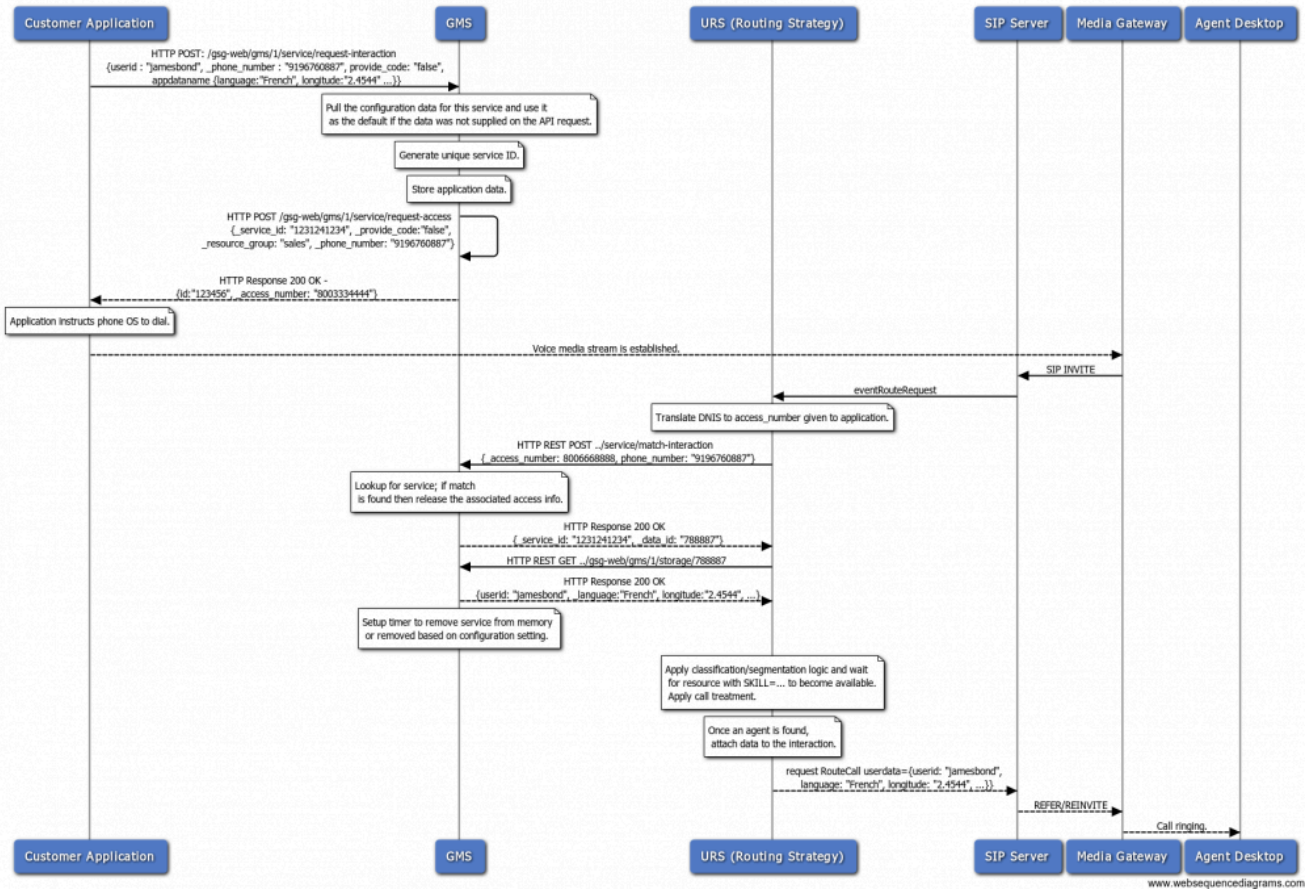 Customer Application
GMS
URS (Routing Strategy)
SIP Server
Media Gateway
Agent Desktop
HTTP POST: /gsg-web/gms/1/service/request-interaction
{userid : "jamesbond", _phone_number : "9196760887", provide_code: "false",
appdataname {language:"French", longitude:"2.4544" ...}}
Pull the configuration data for this service and use it
as the default if the data was not supplied on the API request.
Generate unique service ID.
Store application data.
HTTP POST /gsg-web/gms/1/service/request-access
{_service_id: "1231241234", _provide_code:"false",
_resource_group: "sales", _phone_number: "9196760887"}
HTTP Response 200 OK -
{id:"123456", _access_number: "8003334444"}
Application instructs phone OS to dial.
Voice media stream is established.
SIP INVITE
eventRouteRequest
Translate DNIS to access_number given to application.
HTTP REST POST ../service/match-interaction
{_access_number: 8006668888, phone_number: "9196760887"}
Lookup for service; if match
is found then release the associated access info.
HTTP Response 200 OK
{_service_id: "1231241234", _data_id: "788887"}
HTTP REST GET ../gsg-web/gms/1/storage/788887
HTTP Response 200 OK
{userid: "jamesbond", _language:"French", longitude:"2.4544", ...}
Setup timer to remove service from memory
or removed based on configuration setting.
Apply classification/segmentation logic and wait
for resource with SKILL=... to become available.
Apply call treatment.
Once an agent is found,
attach data to the interaction.
request RouteCall userdata={userid: "jamesbond",
language: "French", longitude: "2.4544", ...}}
REFER/REINVITE
Call ringing.
Customer Application
GMS
URS (Routing Strategy)
SIP Server
Media Gateway
Agent Desktop
www.websequencediagrams.com